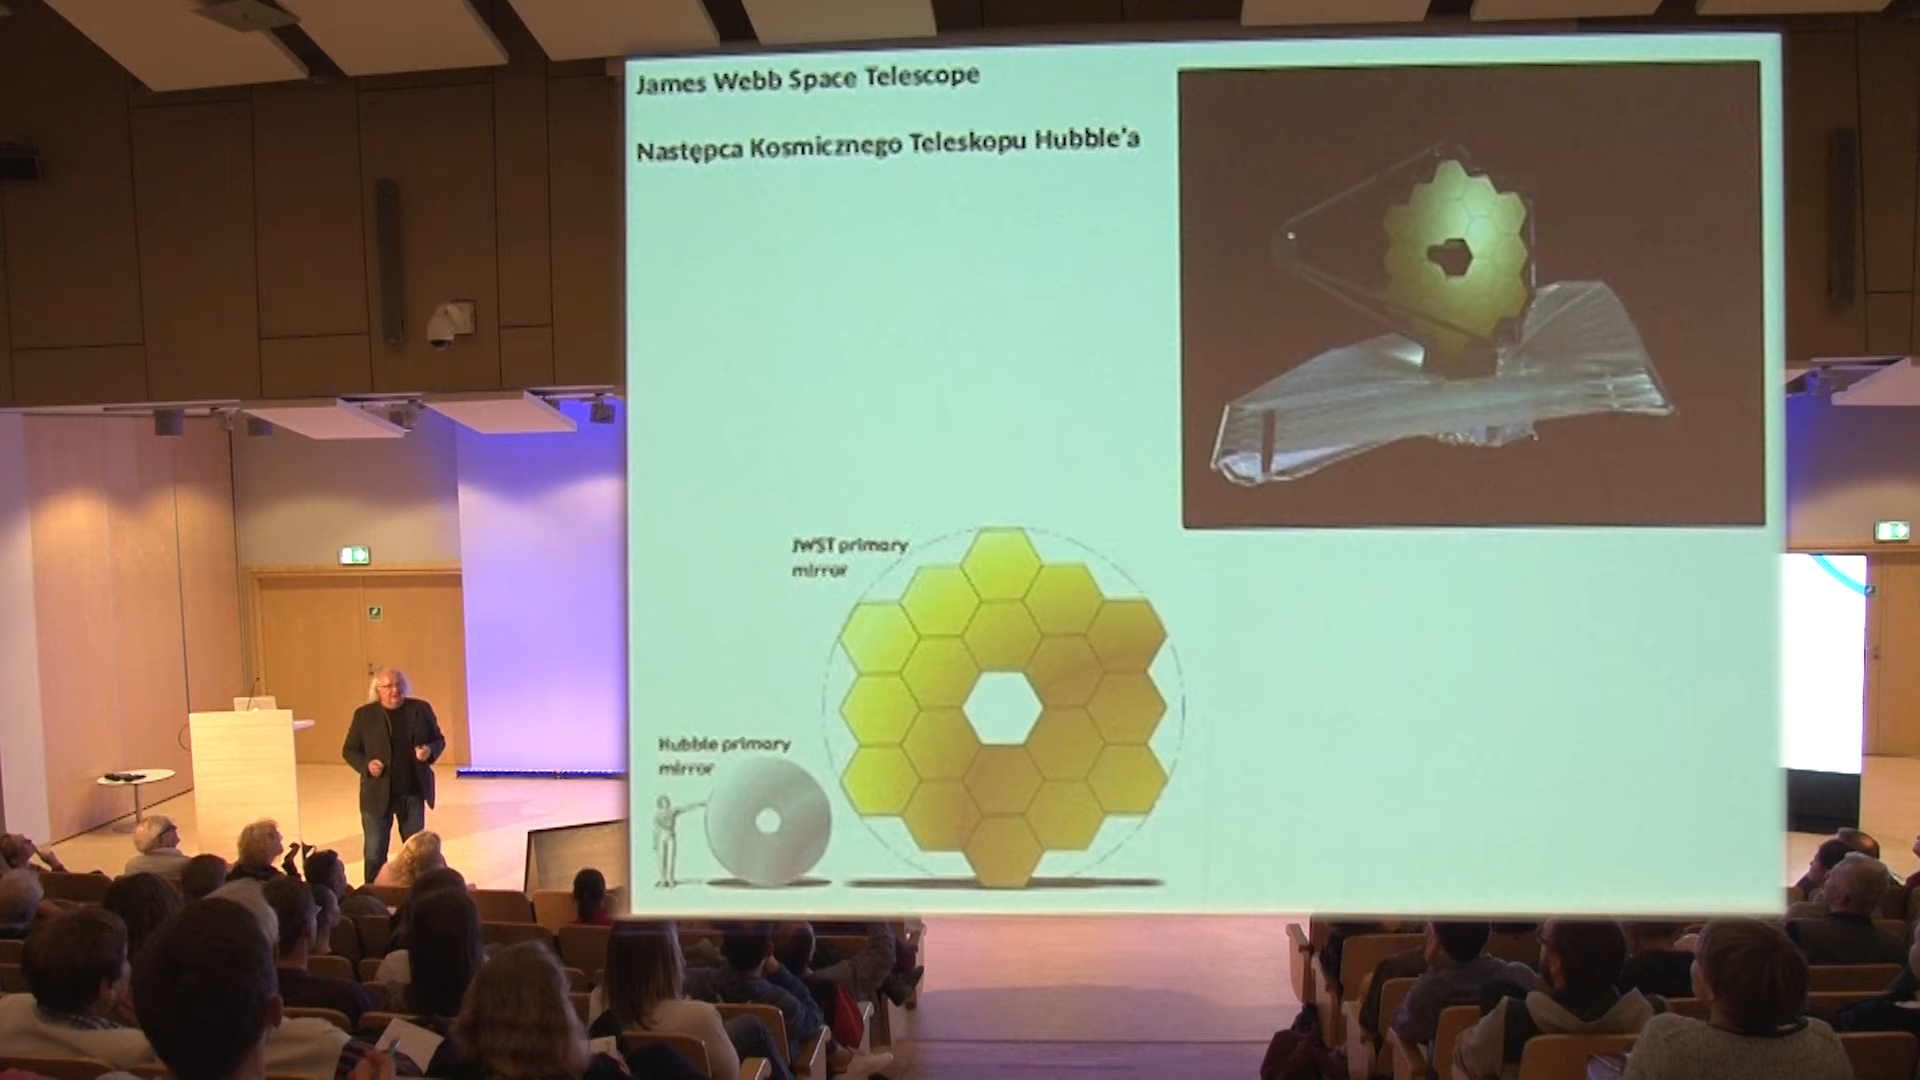 James Webb Space Telescope
Następca Kosmicznego Teleskopu Hubble'a
JWST primary
mirror
Hubble primary
mirror